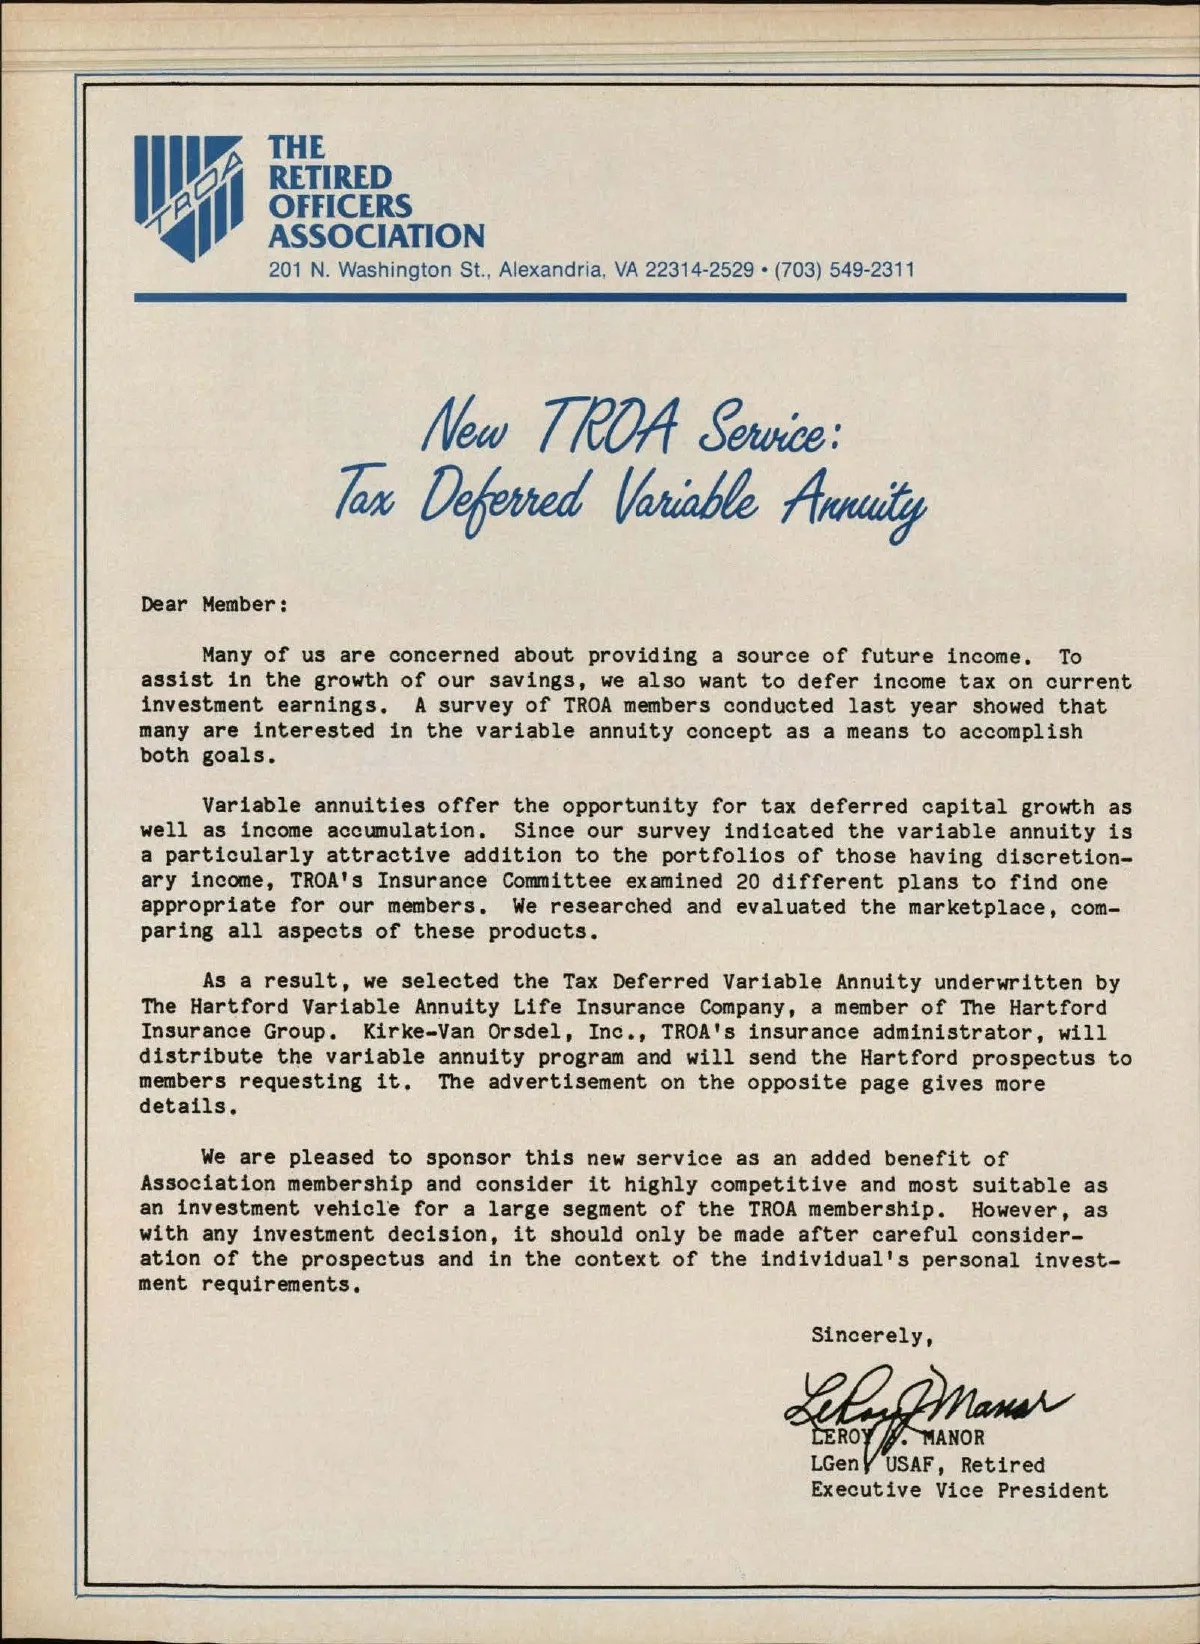 TROA
THE
RETIRED
OFFICERS
ASSOCIATION
201 N. Washington St., Alexandria, VA 22314-2529 • (703) 549-2311
New TROA Service:
Tax Deferred Variable Annuity
Dear Member:
Many of us are concerned about providing a source of future income. To
assist in the growth of our savings, we also want to defer income tax on current
investment earnings. A survey of TROA members conducted last year showed that
many are interested in the variable annuity concept as a means to accomplish
both goals.
Variable annuities offer the opportunity for tax deferred capital growth as
well as income accumulation. Since our survey indicated the variable annuity is
a particularly attractive addition to the portfolios of those having discretion-
ary income, TROA's Insurance Committee examined 20 different plans to find one
appropriate for our members. We researched and evaluated the marketplace, com-
paring all aspects of these products.
As a result, we selected the Tax Deferred Variable Annuity underwritten by
The Hartford Variable Annuity Life Insurance Company, a member of The Hartford
Insurance Group. Kirke-Van Orsdel, Inc., TROA's insurance administrator, will
distribute the variable annuity program and will send the Hartford prospectus to
members requesting it. The advertisement on the opposite page gives more
details.
We are pleased to sponsor this new service as an added benefit of
Association membership and consider it highly competitive and most suitable as
an investment vehicle for a large segment of the TROA membership. However, as
with any investment decision, it should only be made after careful consider-
ation of the prospectus and in the context of the individual's personal invest-
ment requirements.
Sincerely,
LeRoy J Manor
LEROY J. MANOR
LGen, USAF, Retired
Executive Vice President